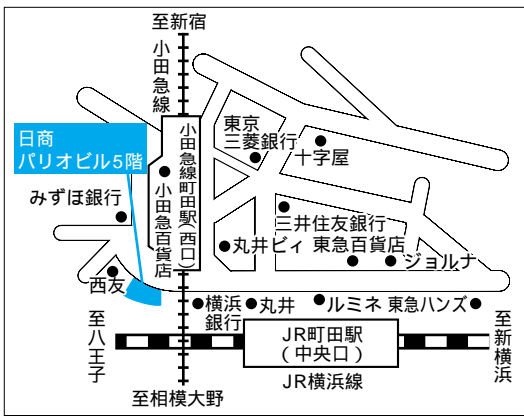 至新宿
小田急線
日商
パリオビル5階
東京
三菱銀行
十字屋
小田急線町田駅(西口)
小田急百貨店
みずほ銀行
三井住友銀行
丸井ビィ
東急百貨店
ジョルナ
西友
横浜
銀行
丸井
ルミネ
東急ハンズ
至八王子
JR町田駅
(中央口)
至新横浜
JR横浜線
至相模大野